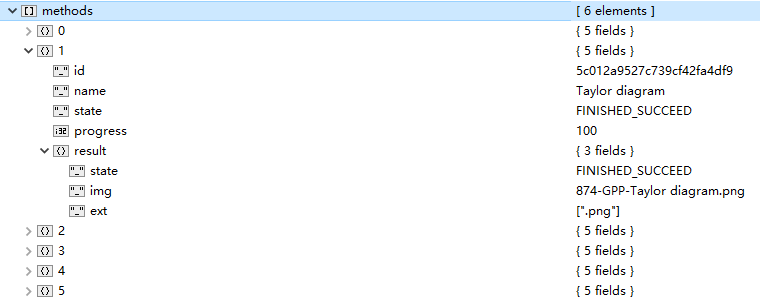 methods [ 6 elements ]
0 { 5 fields }
1 { 5 fields }
"_" id 5c012a9527c739cf42fa4df9
"_" name Taylor diagram
"_" state FINISHED_SUCCEED
i32 progress 100
result { 3 fields }
"_" state FINISHED_SUCCEED
"_" img 874-GPP-Taylor diagram.png
"_" ext [".png"]
2 { 5 fields }
3 { 5 fields }
4 { 5 fields }
5 { 5 fields }